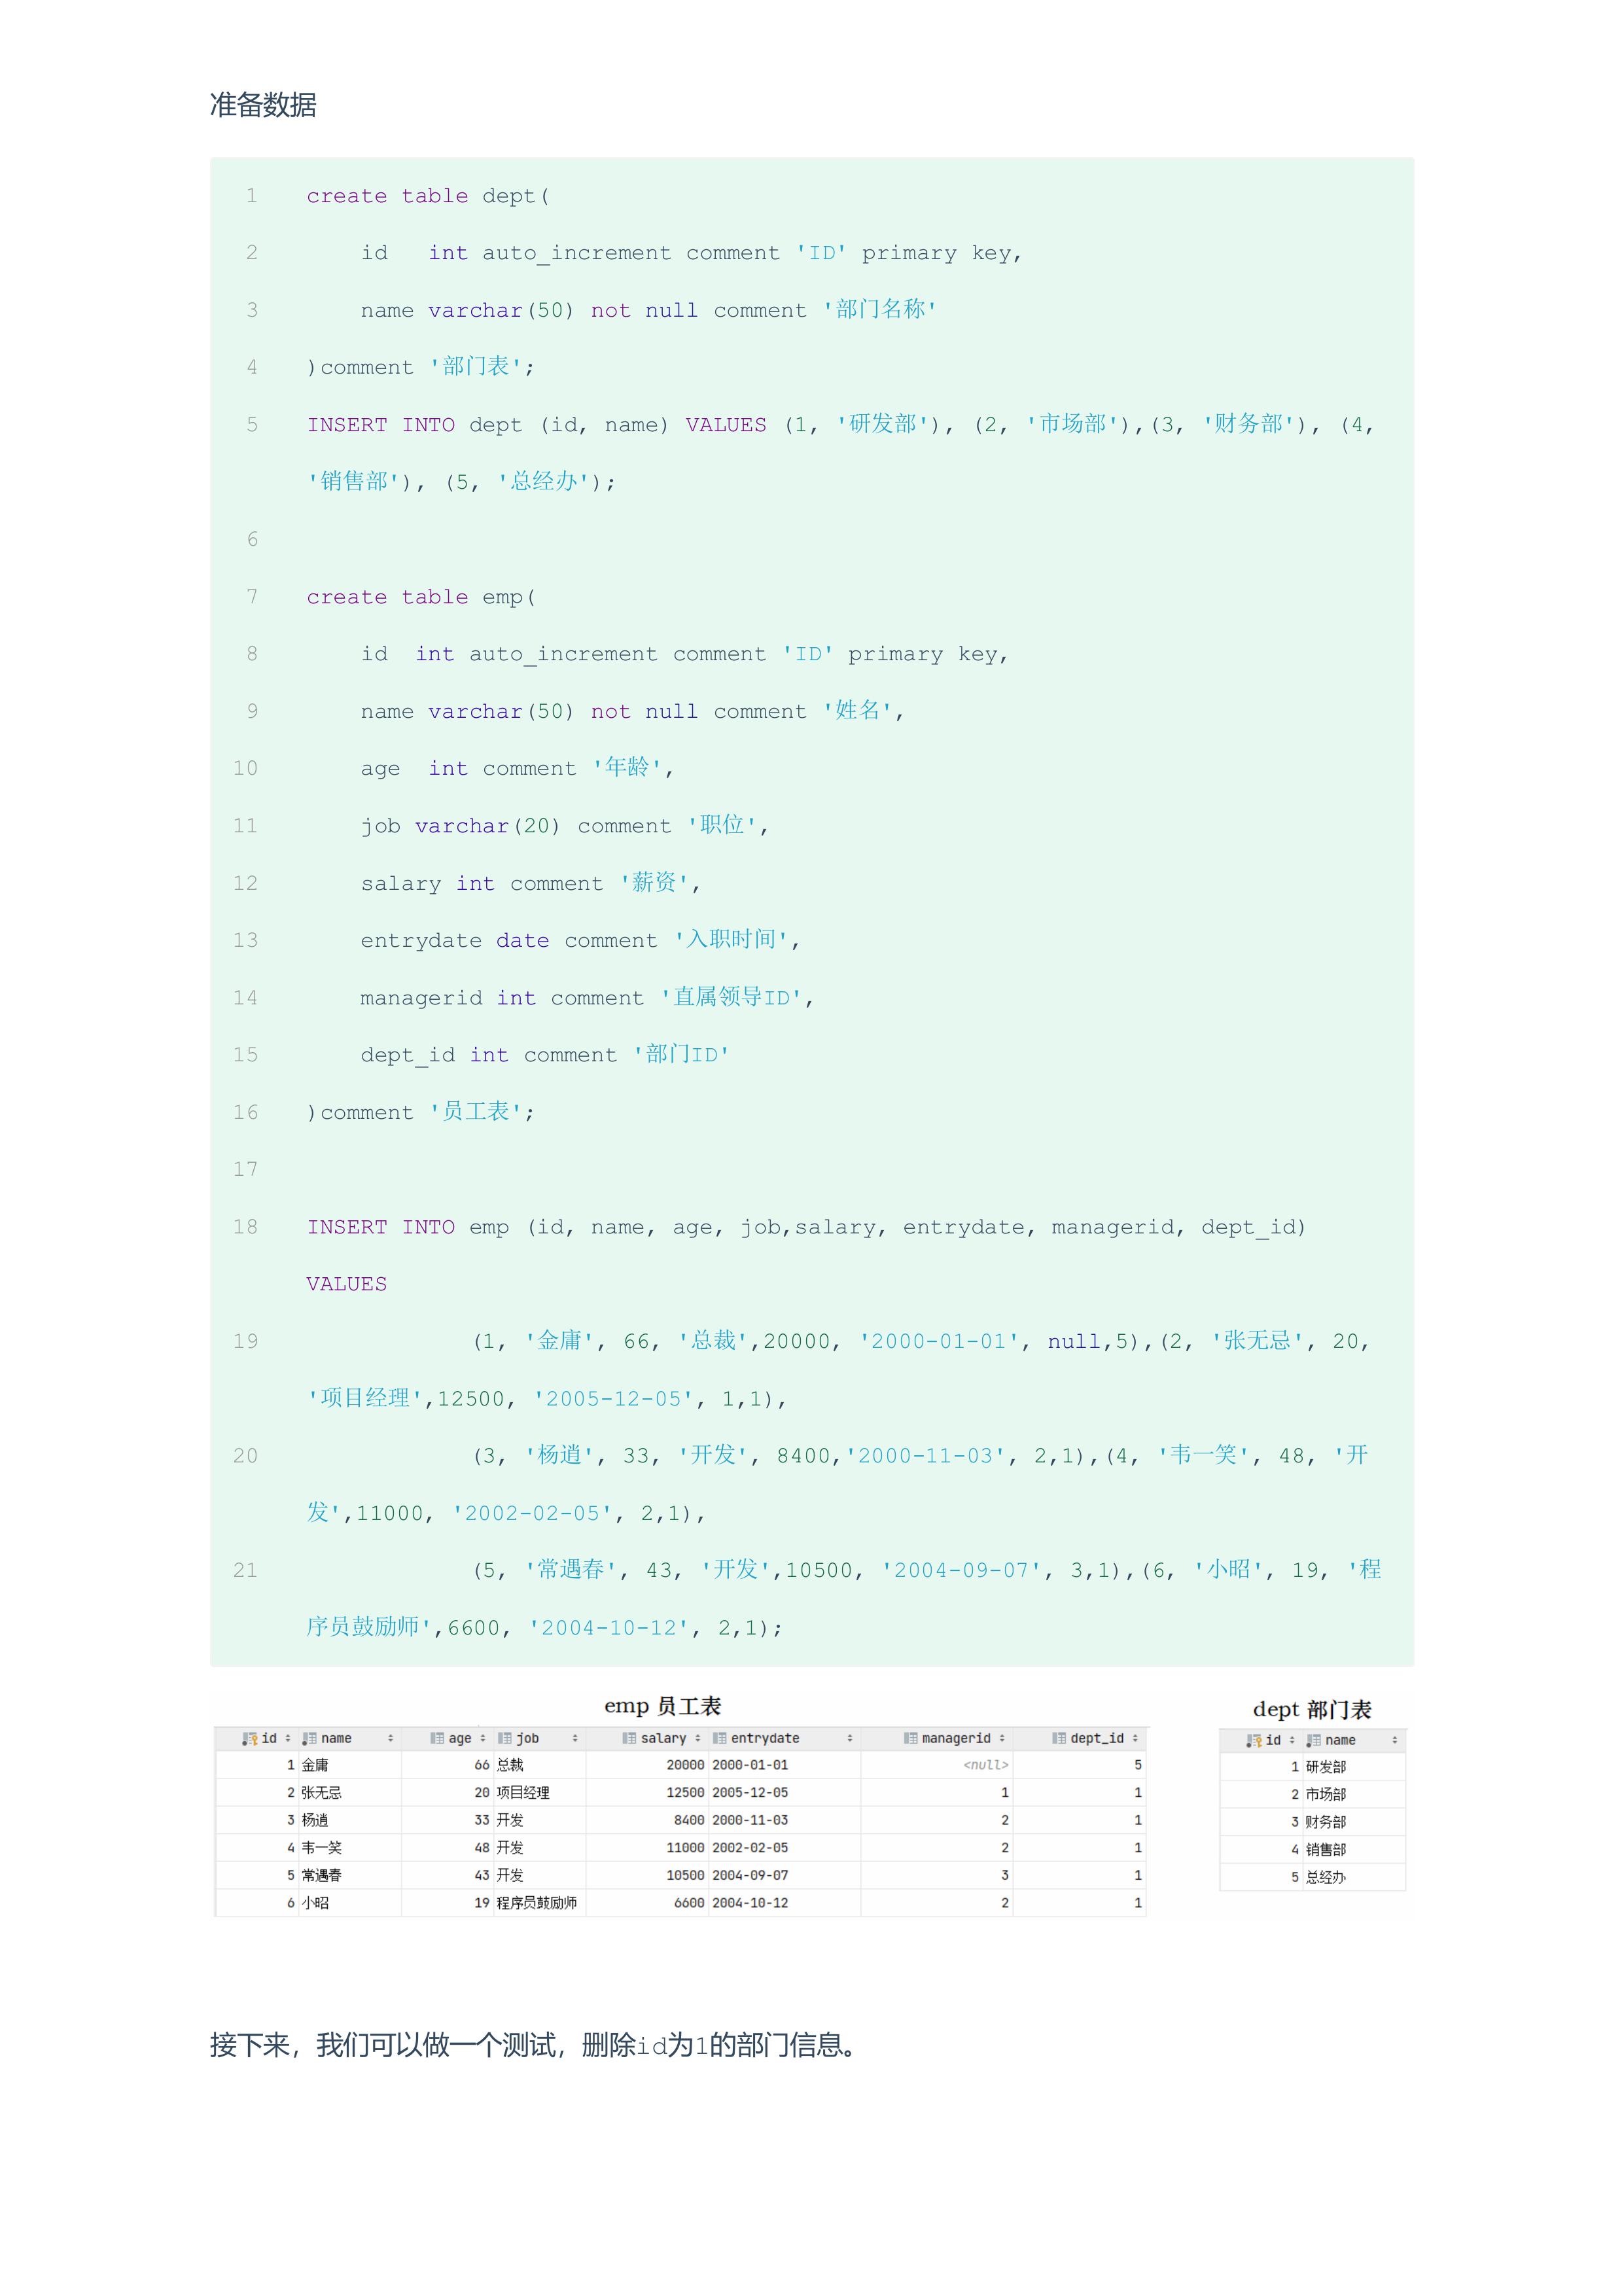 准备数据
1 create table dept(
2     id   int auto_increment comment 'ID' primary key,
3     name varchar(50) not null comment '部门名称'
4 )comment '部门表';
5 INSERT INTO dept (id, name) VALUES (1, '研发部'), (2, '市场部'),(3, '财务部'), (4,
'销售部'), (5, '总经办');
6
7 create table emp(
8     id  int auto_increment comment 'ID' primary key,
9     name varchar(50) not null comment '姓名',
10     age  int comment '年龄',
11     job varchar(20) comment '职位',
12     salary int comment '薪资',
13     entrydate date comment '入职时间',
14     managerid int comment '直属领导ID',
15     dept_id int comment '部门ID'
16 )comment '员工表';
17
18 INSERT INTO emp (id, name, age, job,salary, entrydate, managerid, dept_id)
VALUES
19             (1, '金庸', 66, '总裁',20000, '2000-01-01', null,5),(2, '张无忌', 20,
'项目经理',12500, '2005-12-05', 1,1),
20             (3, '杨逍', 33, '开发', 8400,'2000-11-03', 2,1),(4, '韦一笑', 48, '开
发',11000, '2002-02-05', 2,1),
21             (5, '常遇春', 43, '开发',10500, '2004-09-07', 3,1),(6, '小昭', 19, '程
序员鼓励师',6600, '2004-10-12', 2,1);
emp 员工表
id name age job salary entrydate managerid dept_id
1 金庸 66 总裁 20000 2000-01-01 <null> 5
2 张无忌 20 项目经理 12500 2005-12-05 1 1
3 杨逍 33 开发 8400 2000-11-03 2 1
4 韦一笑 48 开发 11000 2002-02-05 2 1
5 常遇春 43 开发 10500 2004-09-07 3 1
6 小昭 19 程序员鼓励师 6600 2004-10-12 2 1
dept 部门表
id name
1 研发部
2 市场部
3 财务部
4 销售部
5 总经办
接下来，我们可以做一个测试，删除id为1的部门信息。